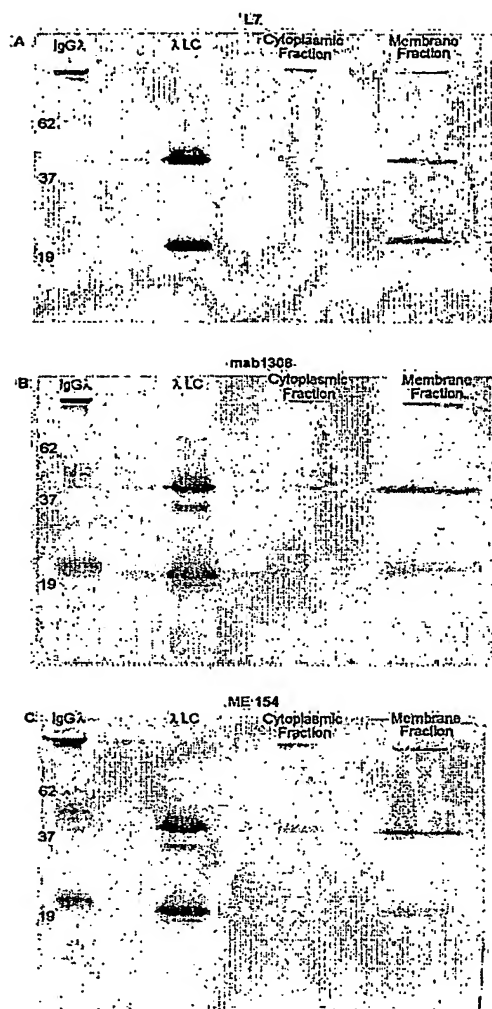 L7
A IgGλ λ LC Cytoplasmic Fraction Membrane Fraction
62
37
19
mab1308
B IgGλ λ LC Cytoplasmic Fraction Membrane Fraction
62
37
19
ME 154
C IgGλ λ LC Cytoplasmic Fraction Membrane Fraction
62
37
19